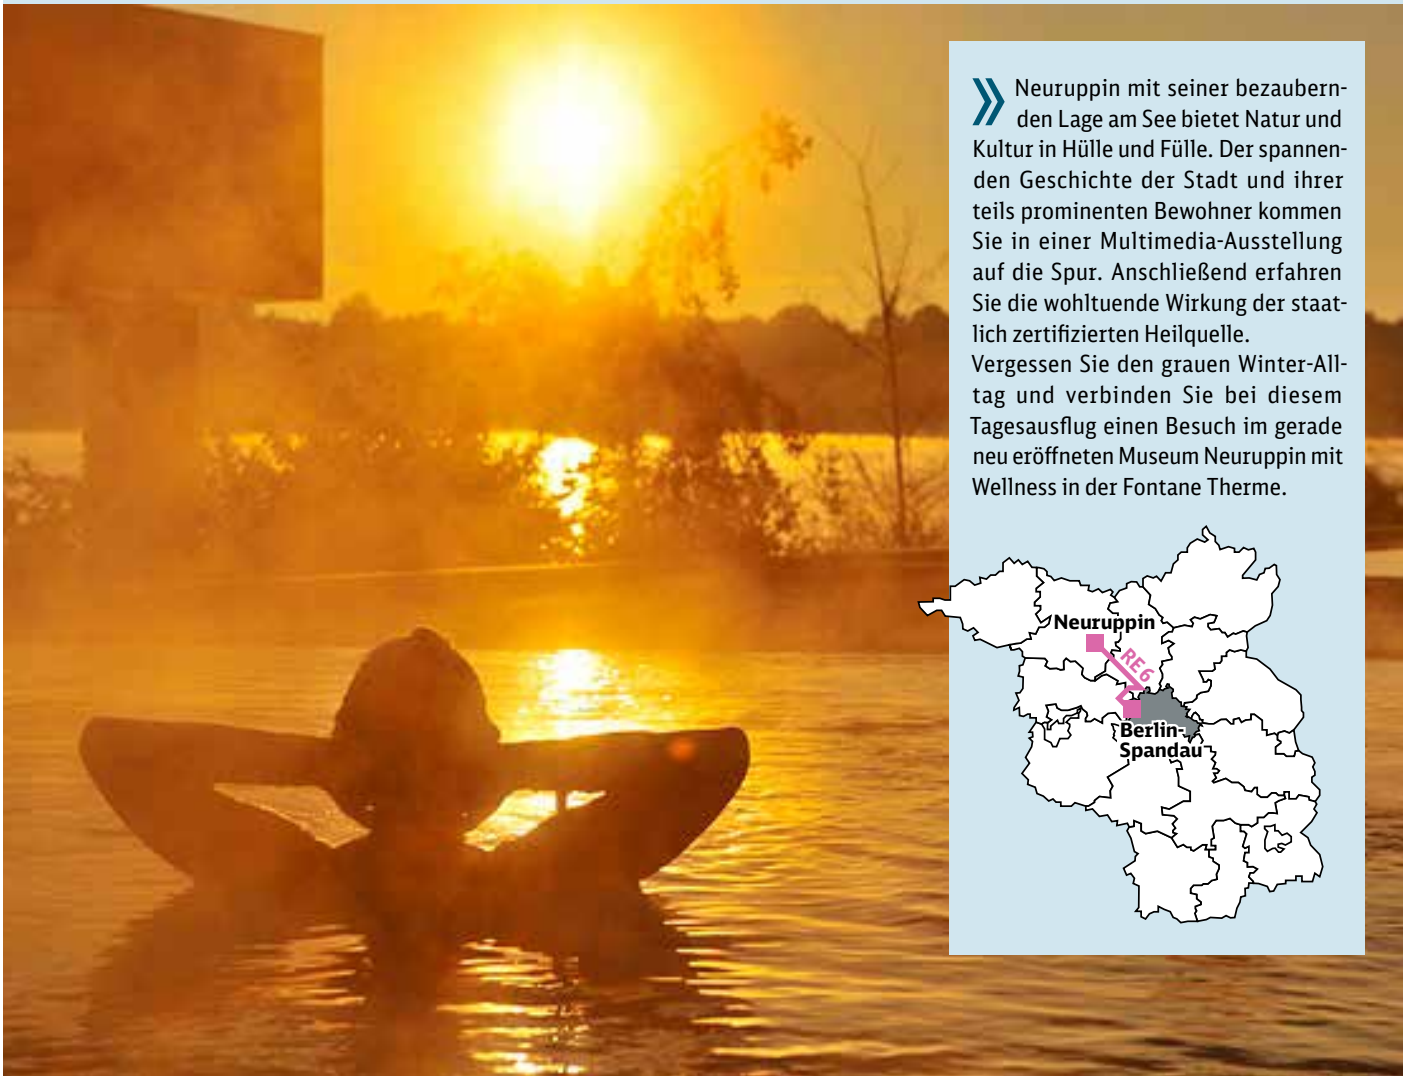 Neuruppin mit seiner bezaubern-
den Lage am See bietet Natur und
Kultur in Hülle und Fülle. Der spannen-
den Geschichte der Stadt und ihrer
teils prominenten Bewohner kommen
Sie in einer Multimedia-Ausstellung
auf die Spur. Anschließend erfahren
Sie die wohltuende Wirkung der staat-
lich zertifizierten Heilquelle.
Vergessen Sie den grauen Winter-All-
tag und verbinden Sie bei diesem
Tagesausflug einen Besuch im gerade
neu eröffneten Museum Neuruppin mit
Wellness in der Fontane Therme.
Neuruppin
RE6
Berlin-
Spandau